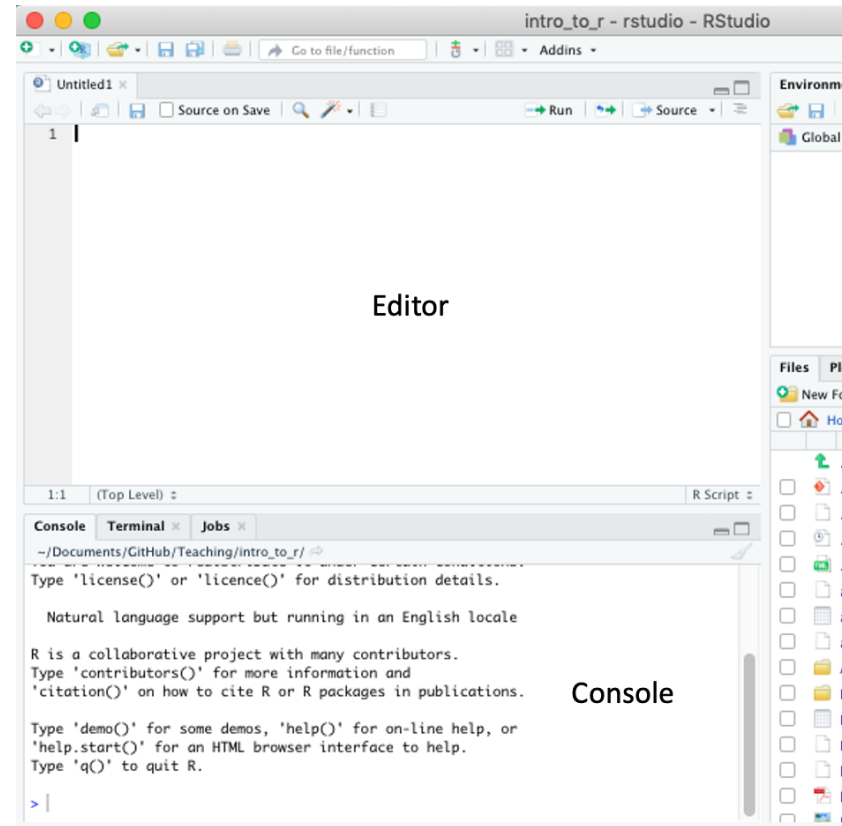 intro_to_r - rstudio - RStudio
Go to file/function
Addins
Untitled1
Source on Save
Run
Source
1
Editor
1:1 (Top Level)
R Script
Console Terminal Jobs
~/Documents/GitHub/Teaching/intro_to_r/
Type 'license()' or 'licence()' for distribution details.
Natural language support but running in an English locale
R is a collaborative project with many contributors.
Type 'contributors()' for more information and
'citation()' on how to cite R or R packages in publications.
Console
Type 'demo()' for some demos, 'help()' for on-line help, or
'help.start()' for an HTML browser interface to help.
Type 'q()' to quit R.
>
Environm
Global
Files Pl
New Fo
Ho